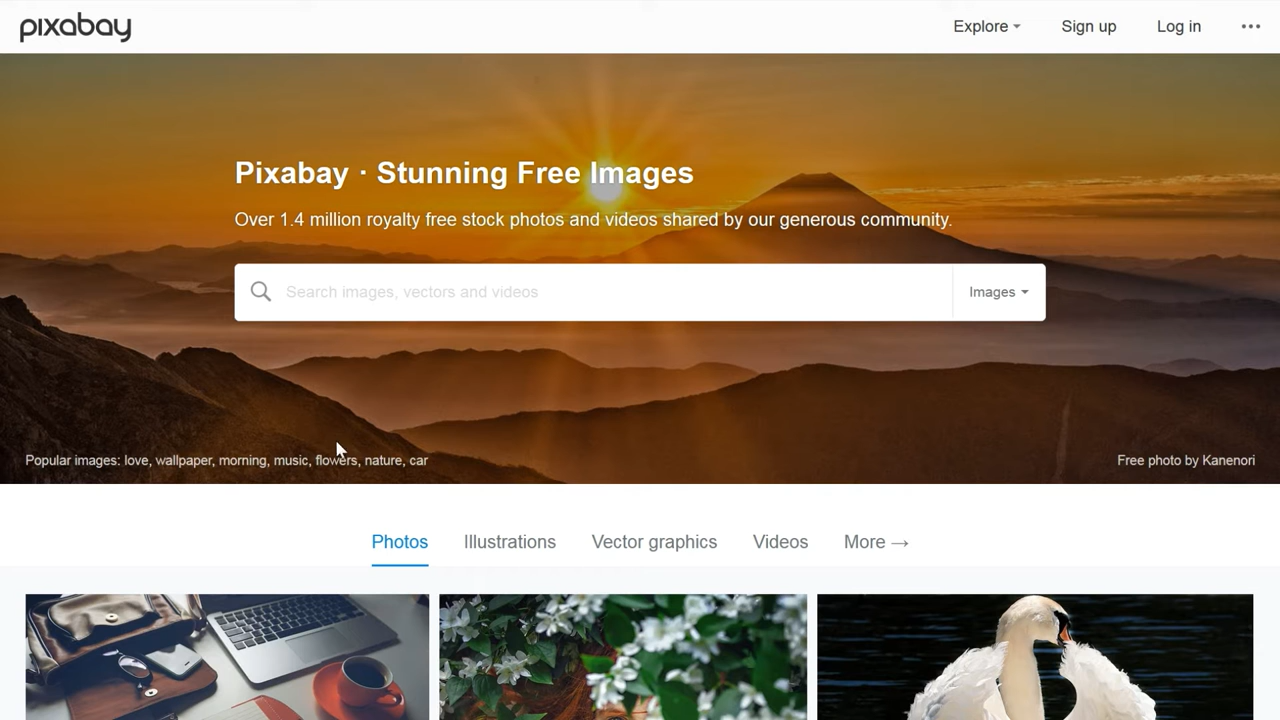 pixabay
Explore
Sign up
Log in
Pixabay · Stunning Free Images
Over 1.4 million royalty free stock photos and videos shared by our generous community.
Search images, vectors and videos
Images
Popular images: love, wallpaper, morning, music, flowers, nature, car
Free photo by Kanenori
Photos
Illustrations
Vector graphics
Videos
More →